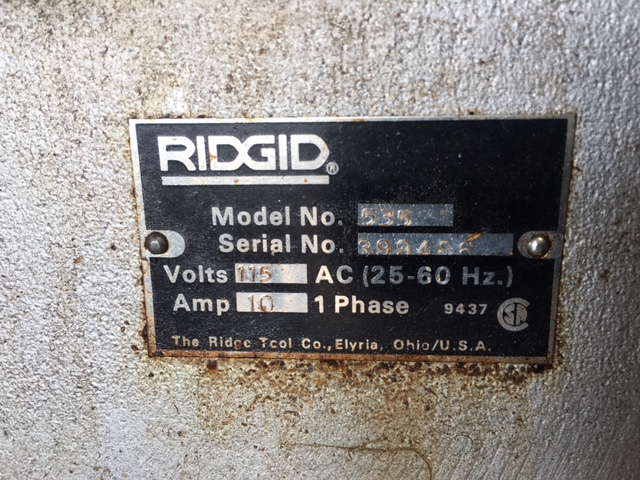 RIDGID®
Model No. 535
Serial No.
Volts 115 AC (25-60 Hz.)
Amp 10 1 Phase 9437 SA
The Ridge Tool Co., Elyria, Ohio/U.S.A.